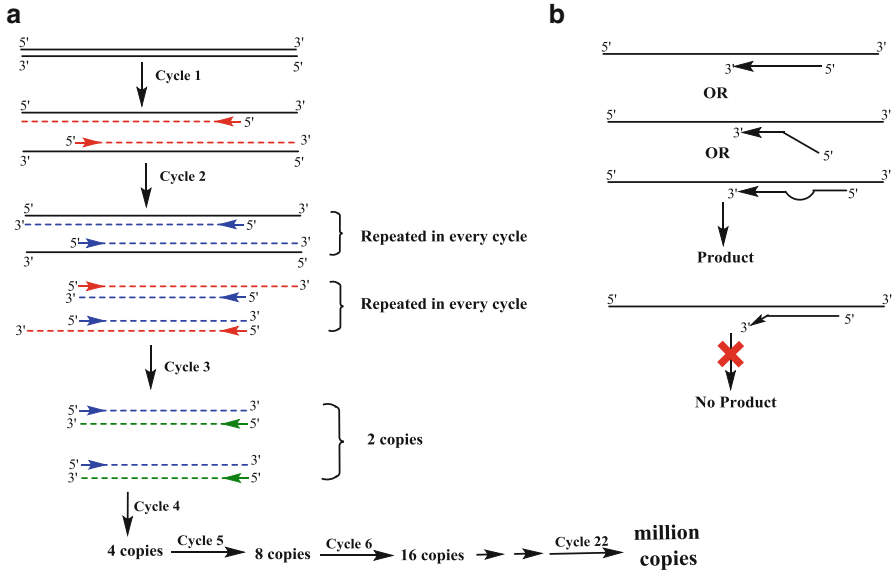 a
5' 3'
3' 5'
Cycle 1
5' 3'
5'
5' 3'
3' 5'
Cycle 2
3' 5'
5' 3'
3' 5'
Repeated in every cycle
5' 3'
3' 5'
5' 3'
3' 5'
Repeated in every cycle
Cycle 3
5' 3'
3' 5'
5' 3'
3' 5'
2 copies
Cycle 4
4 copies
Cycle 5
8 copies
Cycle 6
16 copies
Cycle 22
million
copies
b
5' 3'
3' 5'
OR
5' 3'
3'
5'
OR
5' 3'
3' 5'
Product
5' 3'
3' 5'
No Product